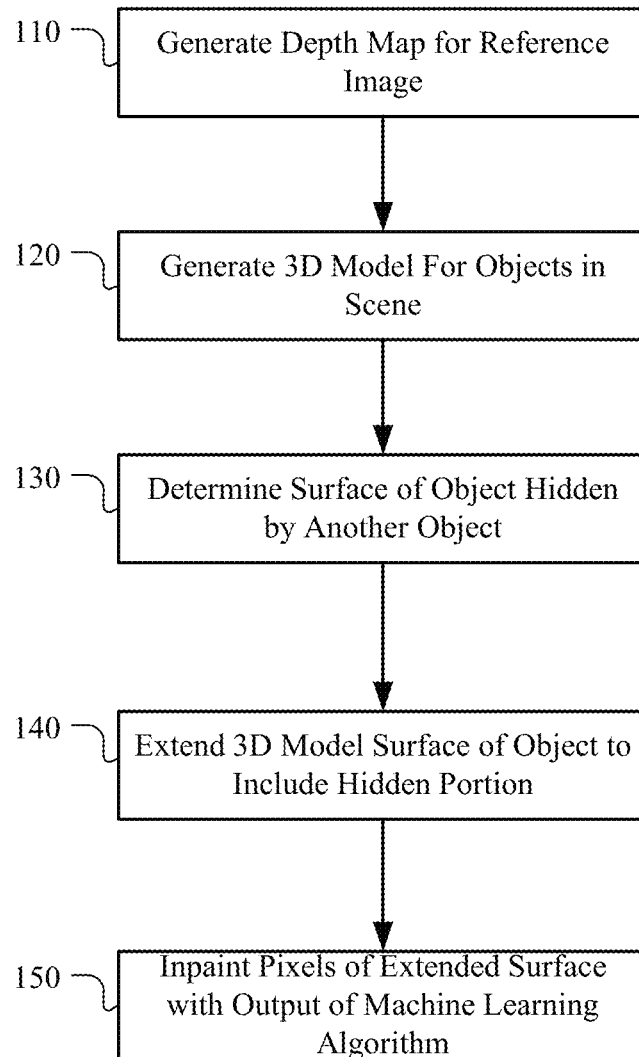 110
Generate Depth Map for Reference
Image
120
Generate 3D Model For Objects in
Scene
130
Determine Surface of Object Hidden
by Another Object
140
Extend 3D Model Surface of Object to
Include Hidden Portion
150
Inpaint Pixels of Extended Surface
with Output of Machine Learning
Algorithm